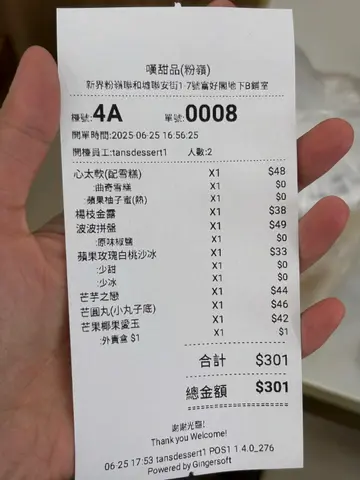 嘆甜品(粉嶺)
新界粉嶺聯和墟聯安街1-7號富好閣地下B鋪室
檯號:4A 單號:0008
開單時間:2025-06-25 16:56:25
開檯員工:tansdessert1 人數:2
心太軟(配雪糕) X1 $48
:曲奇雪糕 X1 $0
:蘋果柚子蜜(熱) X1 $0
楊枝金露 X1 $38
波波拼盤 X1 $49
:原味椒鹽 X1 $0
蘋果玫瑰白桃沙冰 X1 $33
:少甜 X1 $0
:少冰 X1 $0
芒芋之戀 X1 $44
芒圓丸(小丸子底) X1 $46
芒果椰果愛玉 X1 $42
:外賣盒 $1 X1 $1
合計 $301
總金額 $301
謝謝光臨!
Thank you Welcome!
06-25 17:53 tansdessert1 POS1 1.4.0_276
Powered by Gingersoft